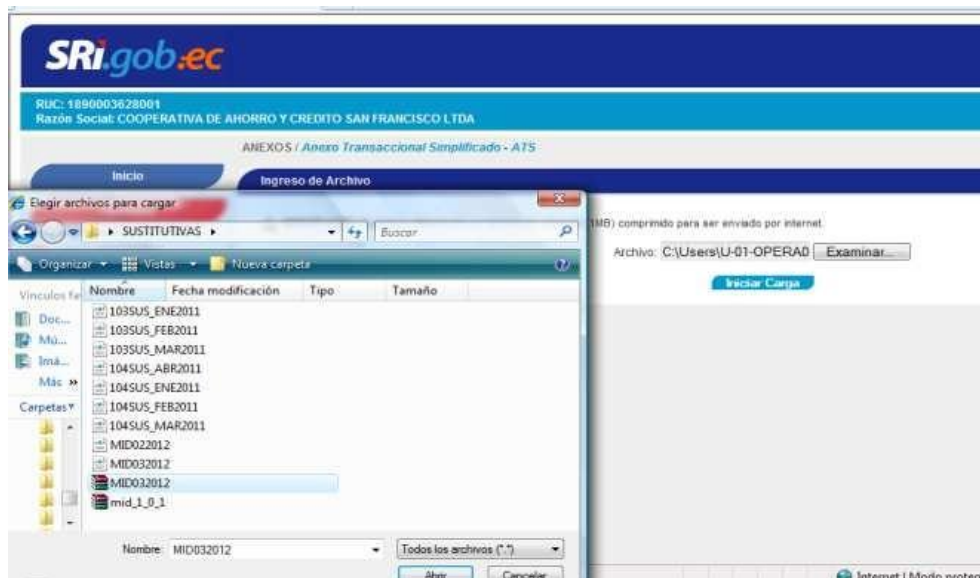 SRi.gob.ec
RUC: 1890003628001
Razón Social: COOPERATIVA DE AHORRO Y CREDITO SAN FRANCISCO LTDA
ANEXOS / Anexo Transaccional Simplificado - ATS
Inicio
Ingreso de Archivo
Elegir archivos para cargar
1MB) comprimido para ser enviado por internet.
SUSTITUTIVAS
Buscar
Archivo: C:\Users\U-01-OPERAD Examinar...
Organizar Vistas Nueva carpeta
Iniciar Carga
Vínculos fa
Nombre Fecha modificación Tipo Tamaño
Doc...
Mú...
Imá...
Más »
Carpetas
103SUS_ENE2011
103SUS_FEB2011
103SUS_MAR2011
104SUS_ABR2011
104SUS_ENE2011
104SUS_FEB2011
104SUS_MAR2011
MID022012
MID032012
MID032012
mid_1_0_1
Nombre: MID032012 Todos los archivos (*.*)
Abrir Cancelar
Internet | Modo proteg